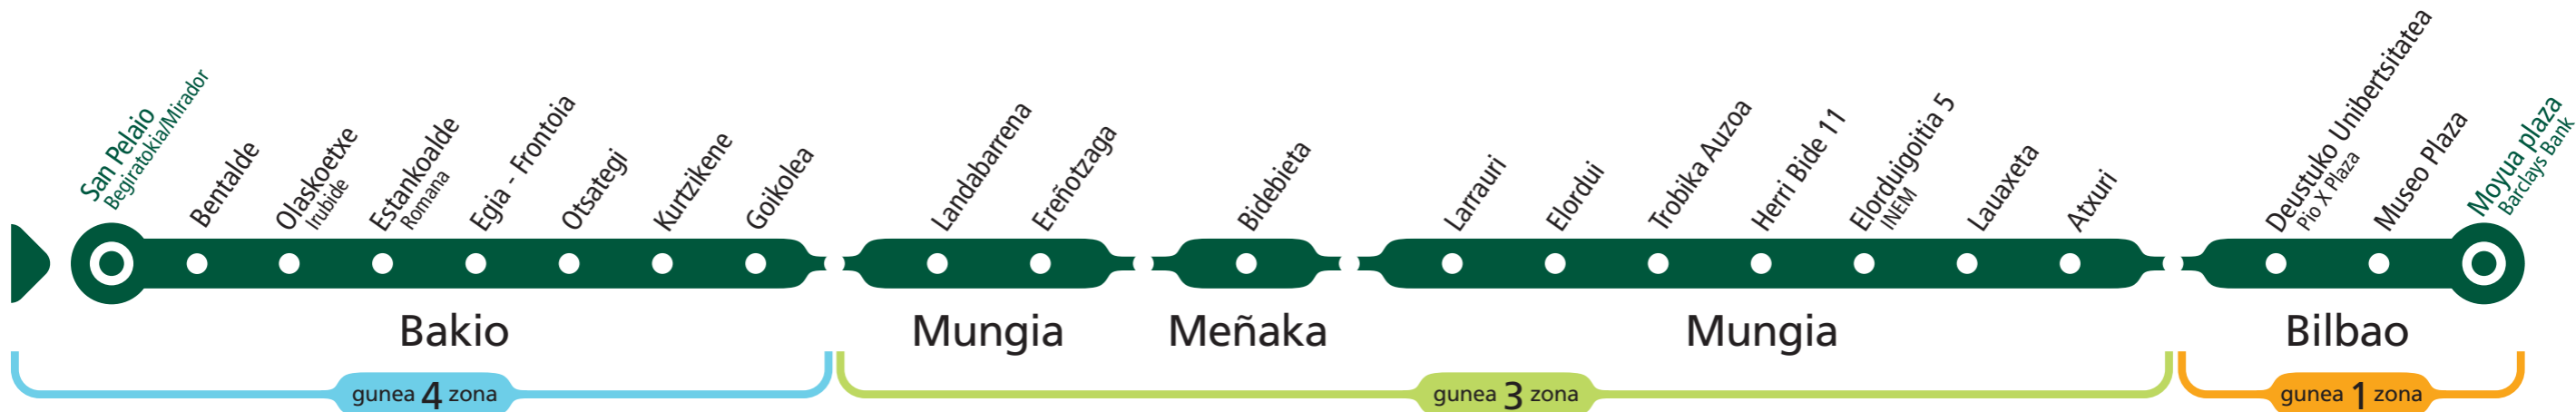 San Pelaio
Begiratokia/Mirador
Bentalde
Olaskoetxe
Irubide
Estankoalde
Romana
Egia - Frontoia
Otsategi
Kurtzikene
Goikolea
Landabarrena
Ereñotzaga
Bidebieta
Larrauri
Elordui
Trobika Auzoa
Herri Bide 11
Elorduigoitia 5
INEM
Lauaxeta
Atxuri
Deustuko Unibertsitatea
Pio X Plaza
Museo Plaza
Moyua plaza
Barclays Bank
Bakio
Mungia
Meñaka
Mungia
Bilbao
gunea 4 zona
gunea 3 zona
gunea 1 zona